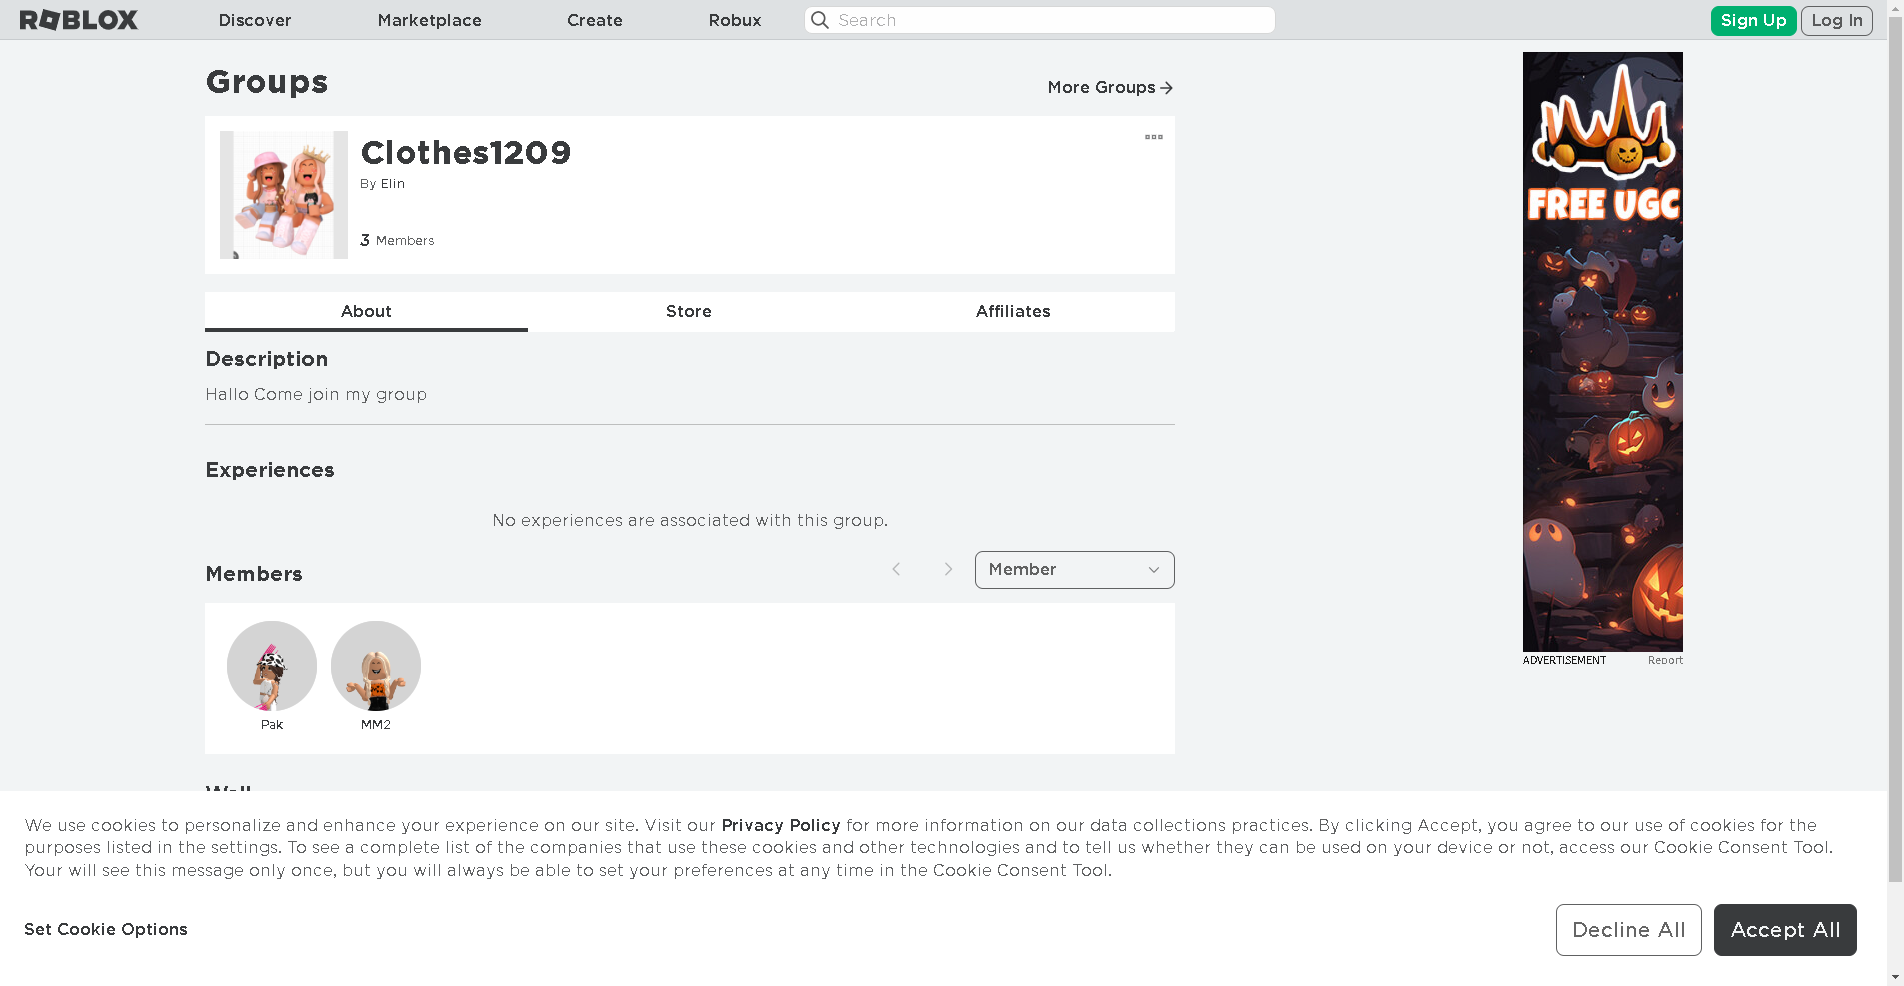 ROBLOX Discover Marketplace Create Robux Search Sign Up Log In
Groups
More Groups
Clothes1209
By Elin
3 Members
About Store Affiliates
Description
Hallo Come join my group
Experiences
No experiences are associated with this group.
Members
Member
Pak MM2
Wall
FREE UGC
ADVERTISEMENT Report
We use cookies to personalize and enhance your experience on our site. Visit our Privacy Policy for more information on our data collections practices. By clicking Accept, you agree to our use of cookies for the
purposes listed in the settings. To see a complete list of the companies that use these cookies and other technologies and to tell us whether they can be used on your device or not, access our Cookie Consent Tool.
Your will see this message only once, but you will always be able to set your preferences at any time in the Cookie Consent Tool.
Set Cookie Options
Decline All Accept All